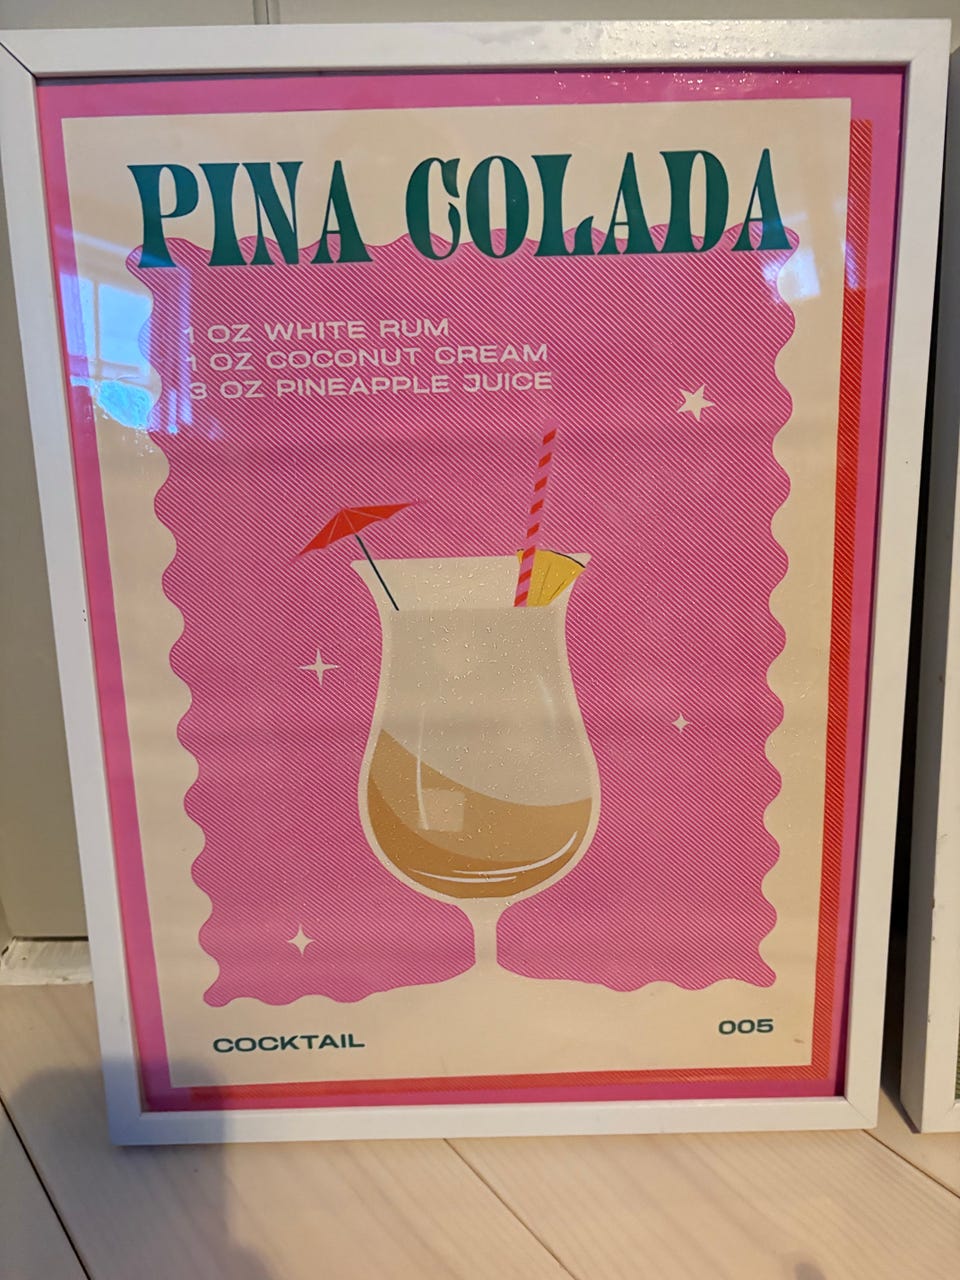 PINA COLADA
1 OZ WHITE RUM
1 OZ COCONUT CREAM
3 OZ PINEAPPLE JUICE
COCKTAIL
005